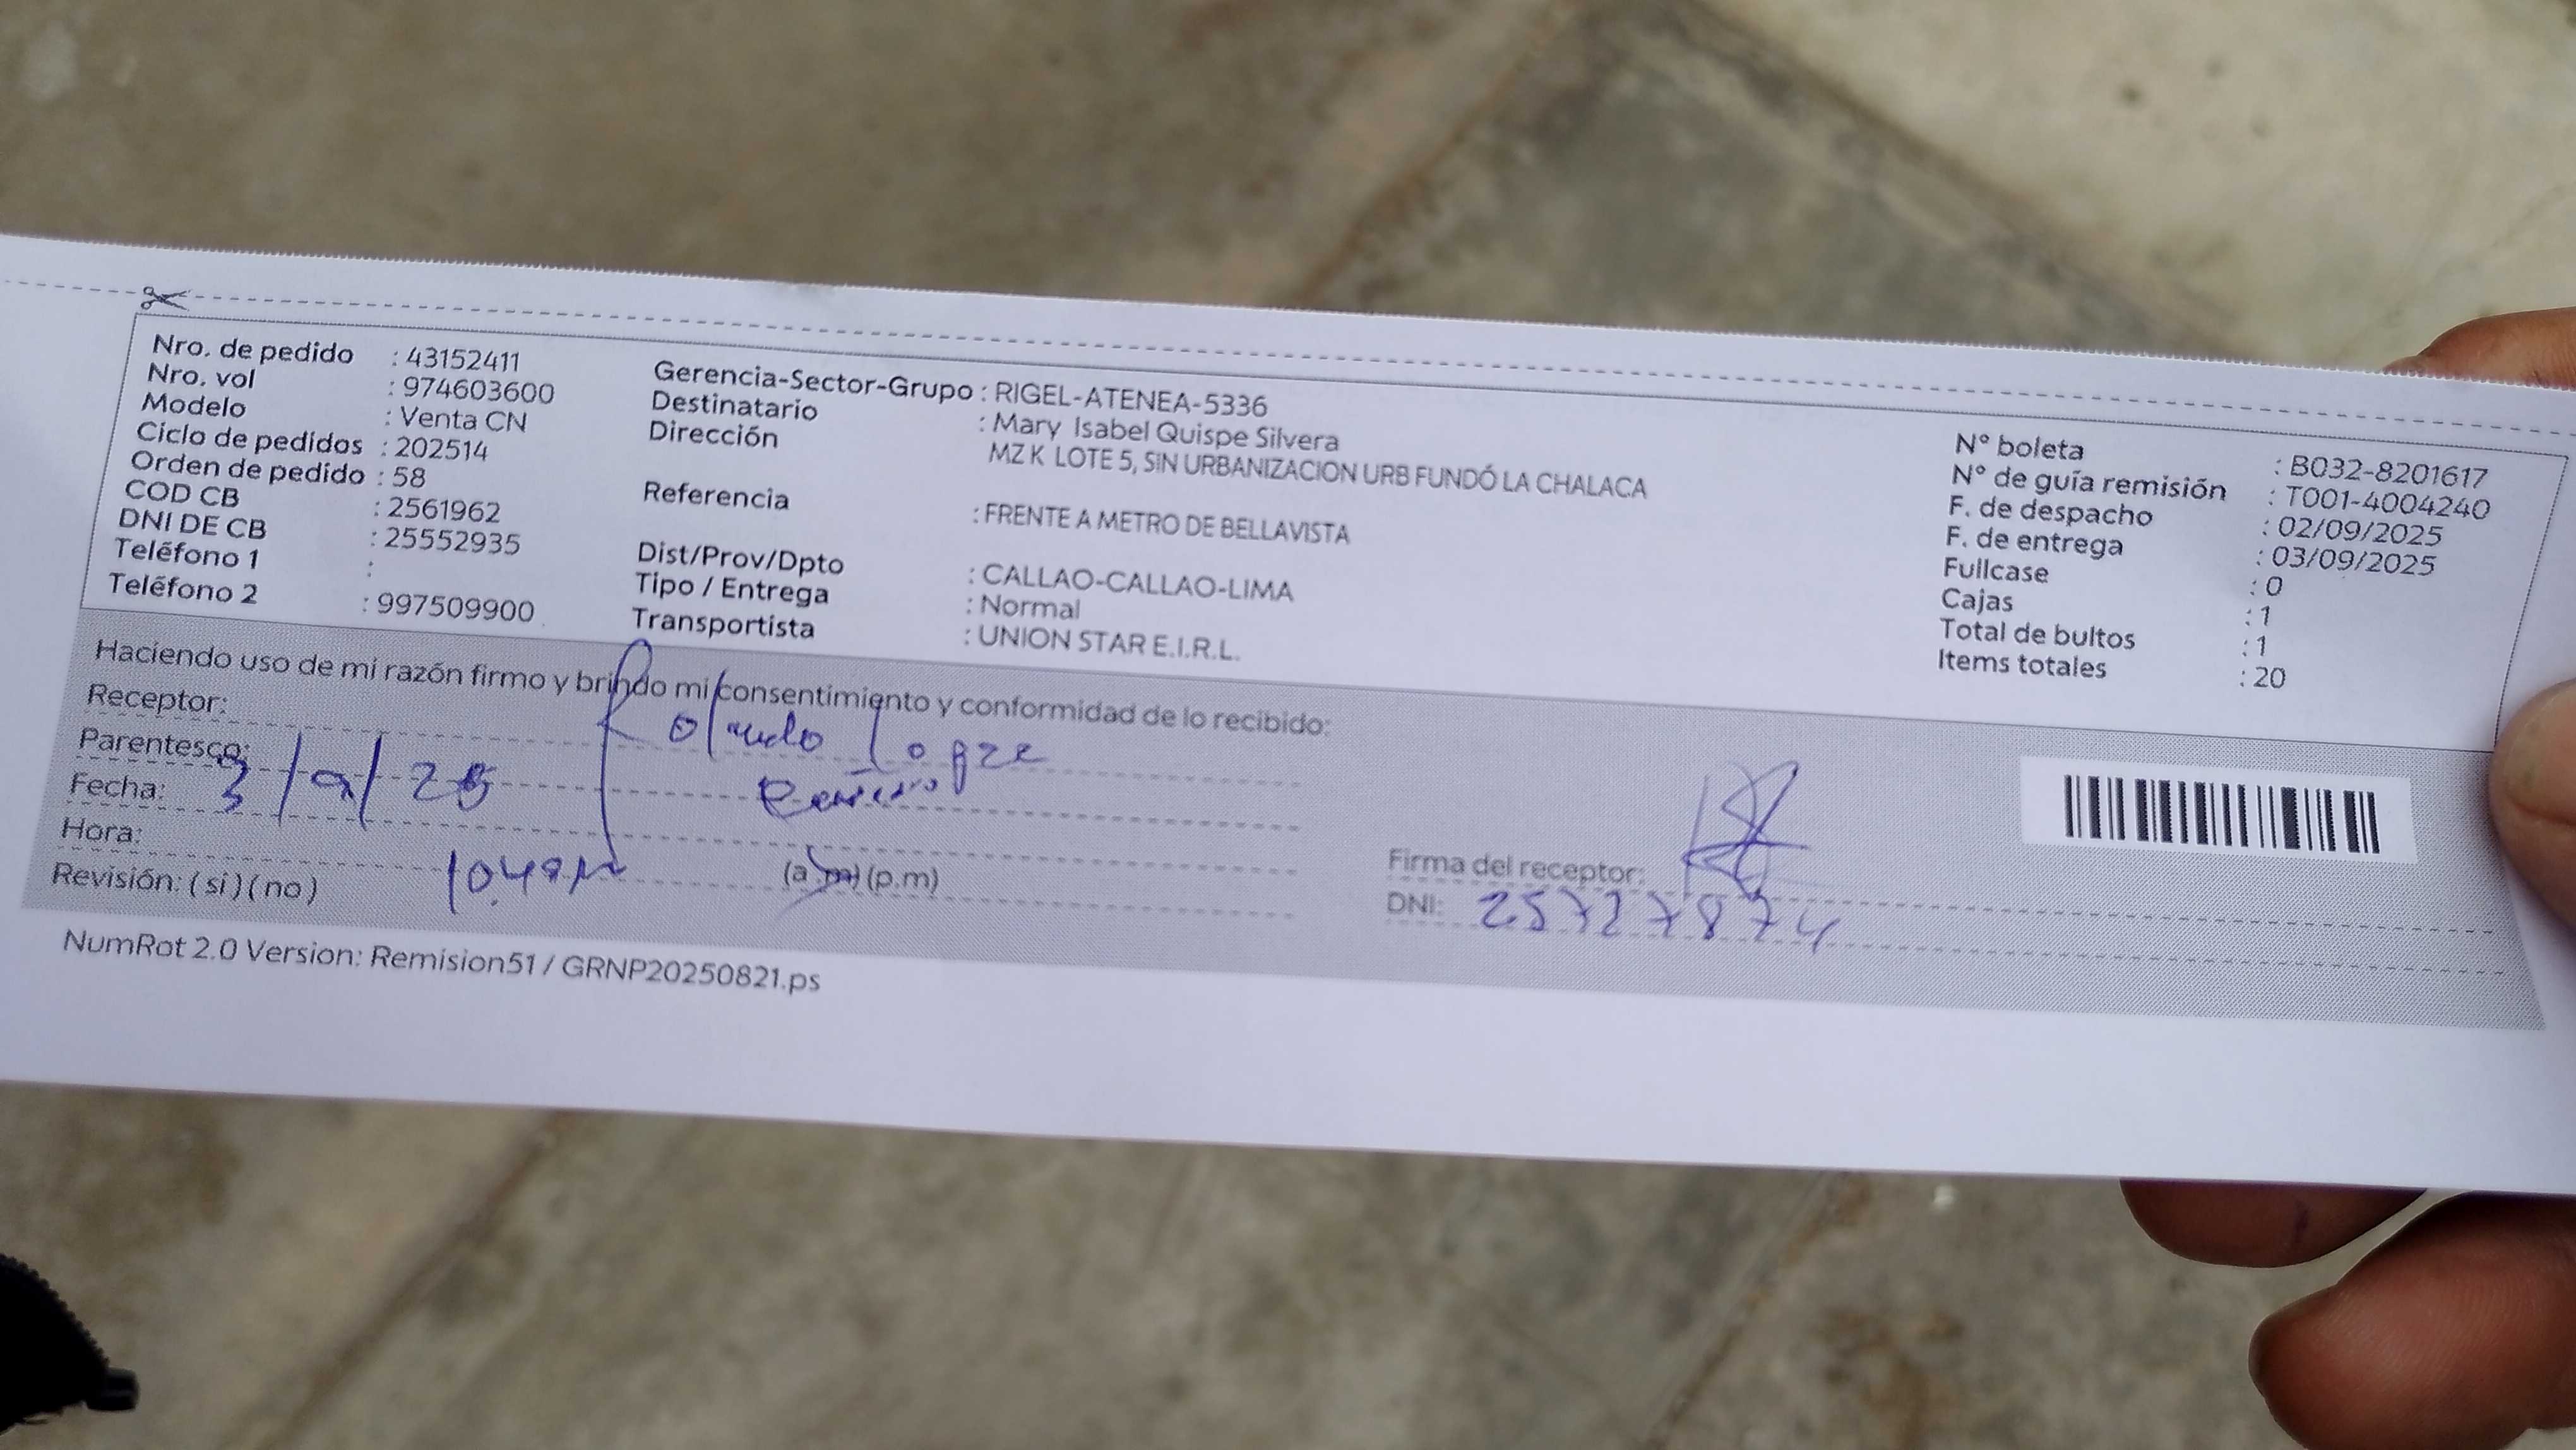 Nro. de pedido : 43152411
Nro. vol : 974603600
Modelo : Venta CN
Ciclo de pedidos : 202514
Orden de pedido : 58
COD CB : 2561962
DNI DE CB : 25552935
Teléfono 1 :
Teléfono 2 : 997509900
Gerencia-Sector-Grupo : RIGEL-ATENEA-5336
Destinatario : Mary Isabel Quispe Silvera
Dirección MZ K LOTE 5, SIN URBANIZACION URB FUNDÓ LA CHALACA
Referencia : FRENTE A METRO DE BELLAVISTA
Dist/Prov/Dpto : CALLAO-CALLAO-LIMA
Tipo / Entrega : Normal
Transportista : UNION STAR E.I.R.L.
N° boleta : B032-8201617
N° de guía remisión : T001-4004240
F. de despacho : 02/09/2025
F. de entrega : 03/09/2025
Fullcase : 0
Cajas : 1
Total de bultos : 1
Items totales : 20
Haciendo uso de mi razón firmo y brindo mi consentimiento y conformidad de lo recibido:
Receptor:
Parentesco:
Fecha: 3/9/25
Hora: (a.m) (p.m)
Revisión: (si) (no)
Firma del receptor:
DNI: 25727874
NumRot 2.0 Version: Remision51 / GRNP20250821.ps